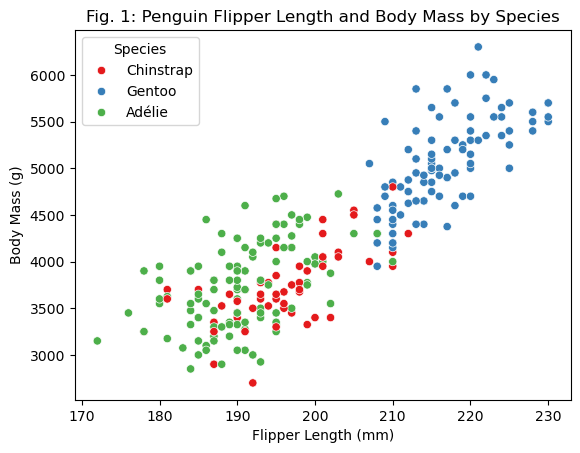 Fig. 1: Penguin Flipper Length and Body Mass by Species
Species
Chinstrap
Gentoo
Adélie
6000
5500
5000
4500
4000
3500
3000
Body Mass (g)
170 180 190 200 210 220 230
Flipper Length (mm)